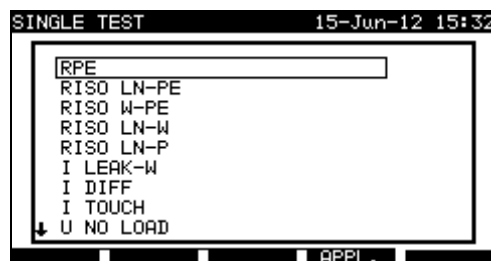 SINGLE TEST 15-Jun-12 15:32
RPE
RISO LN-PE
RISO W-PE
RISO LN-W
RISO LN-P
I LEAK-W
I DIFF
I TOUCH
U NO LOAD
APPL.